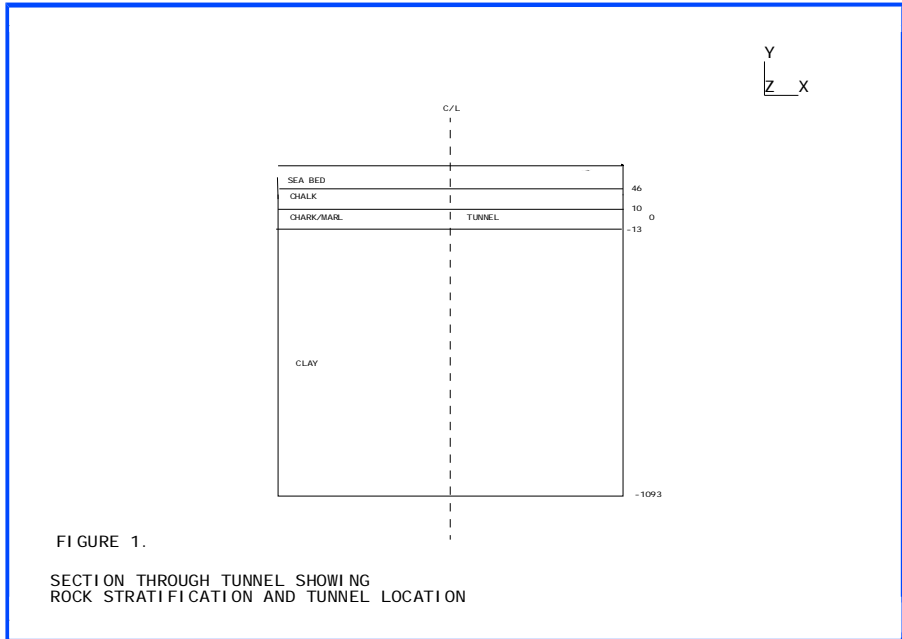 Y
Z X
C/L
SEA BED
46
CHALK
10
CHARK/MARL TUNNEL 0
-13
CLAY
-1093
FIGURE 1.
SECTION THROUGH TUNNEL SHOWING
ROCK STRATIFICATION AND TUNNEL LOCATION